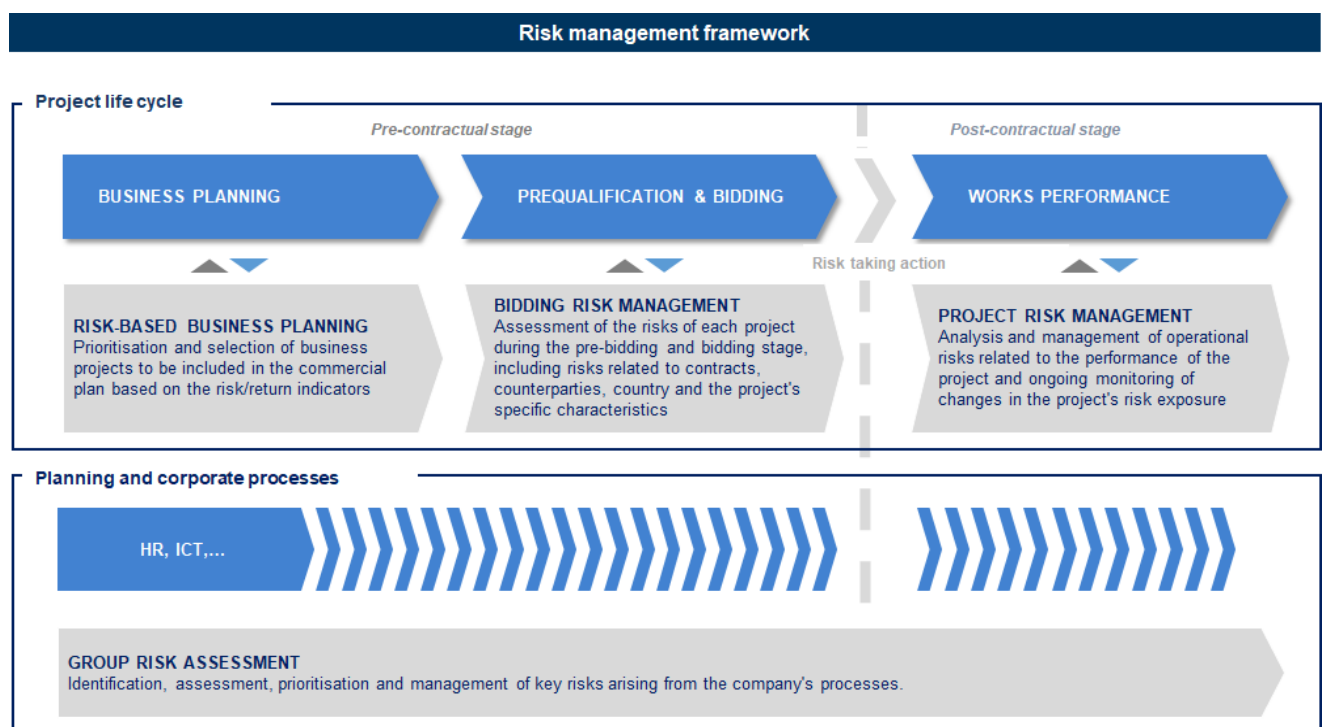 Risk management framework
Project life cycle
Pre-contractual stage
Post-contractual stage
BUSINESS PLANNING
PREQUALIFICATION & BIDDING
WORKS PERFORMANCE
Risk taking action
RISK-BASED BUSINESS PLANNING
Prioritisation and selection of business
projects to be included in the commercial
plan based on the risk/return indicators
BIDDING RISK MANAGEMENT
Assessment of the risks of each project
during the pre-bidding and bidding stage,
including risks related to contracts,
counterparties, country and the project's
specific characteristics
PROJECT RISK MANAGEMENT
Analysis and management of operational
risks related to the performance of the
project and ongoing monitoring of
changes in the project's risk exposure
Planning and corporate processes
HR, ICT,...
GROUP RISK ASSESSMENT
Identification, assessment, prioritisation and management of key risks arising from the company's processes.